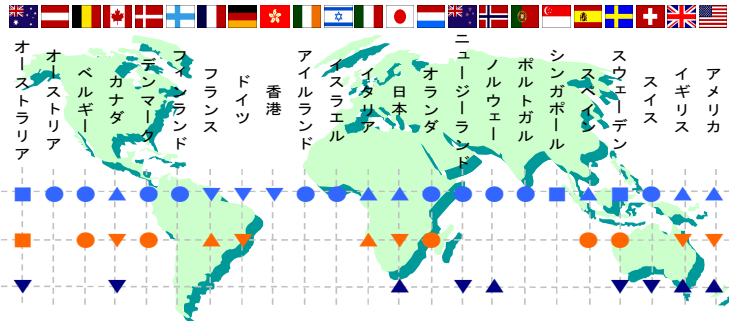 オーストラリア
オーストリア
ベルギー
カナダ
デンマーク
フィンランド
フランス
ドイツ
香港
アイルランド
イスラエル
イタリア
日本
オランダ
ニュージーランド
ノルウェー
ポルトガル
シンガポール
スペイン
スウェーデン
スイス
イギリス
アメリカ